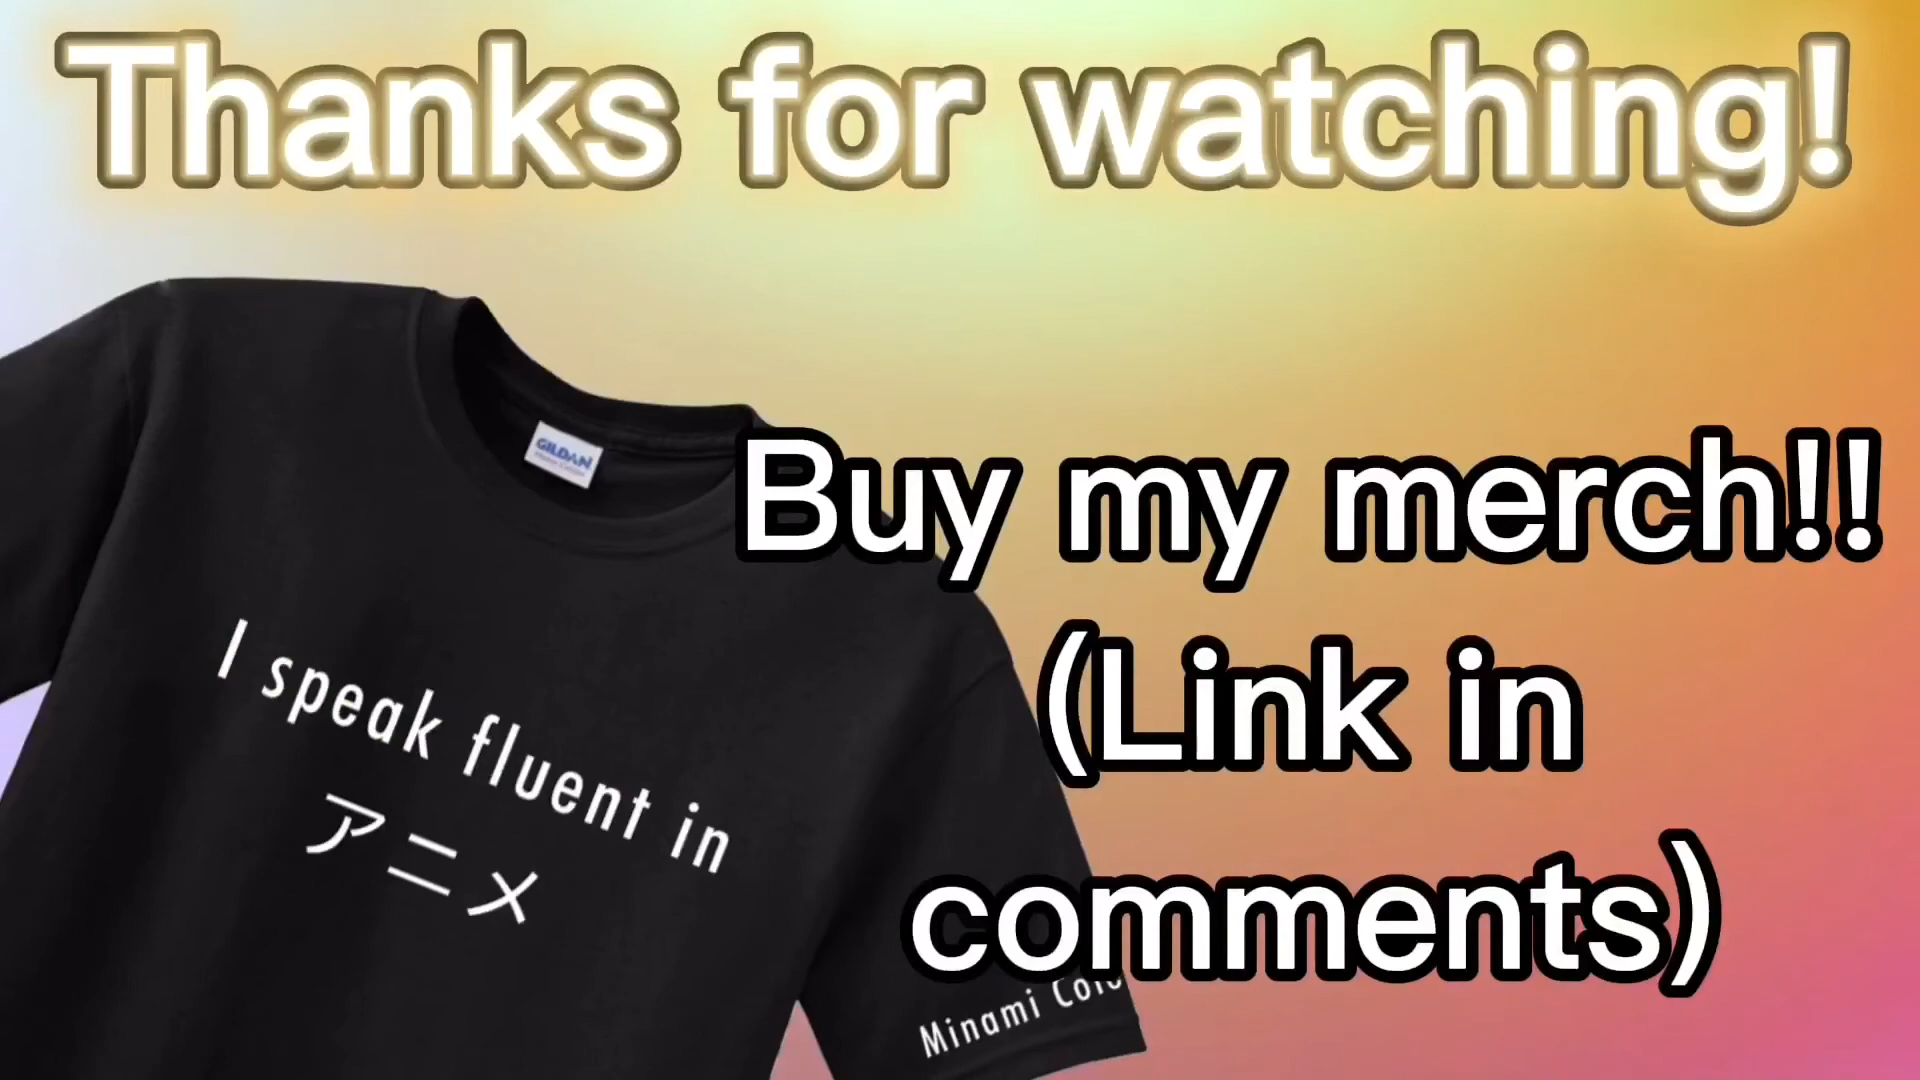 Thanks for watching!
GILDAN
Buy my merch!!
(Link in
comments)
I speak fluent in
アニメ
Minami